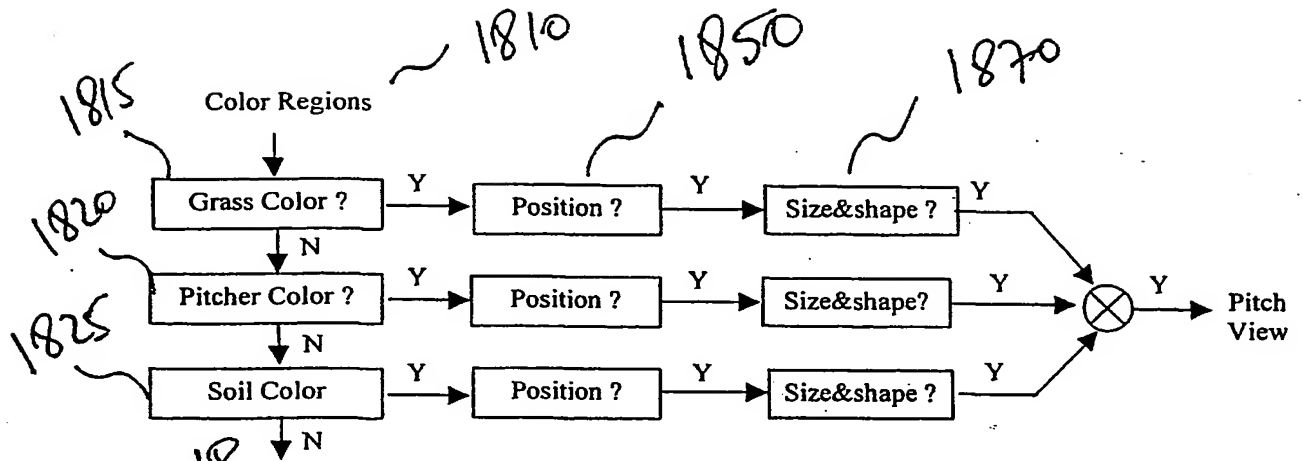 1810
1850
1870
1815
Color Regions
Grass Color ?
Y
Position ?
Y
Size&shape ?
Y
1820
N
Pitcher Color ?
Y
Position ?
Y
Size&shape?
Y
Y
Pitch
View
1825
N
Soil Color
Y
Position ?
Y
Size&shape ?
Y
N